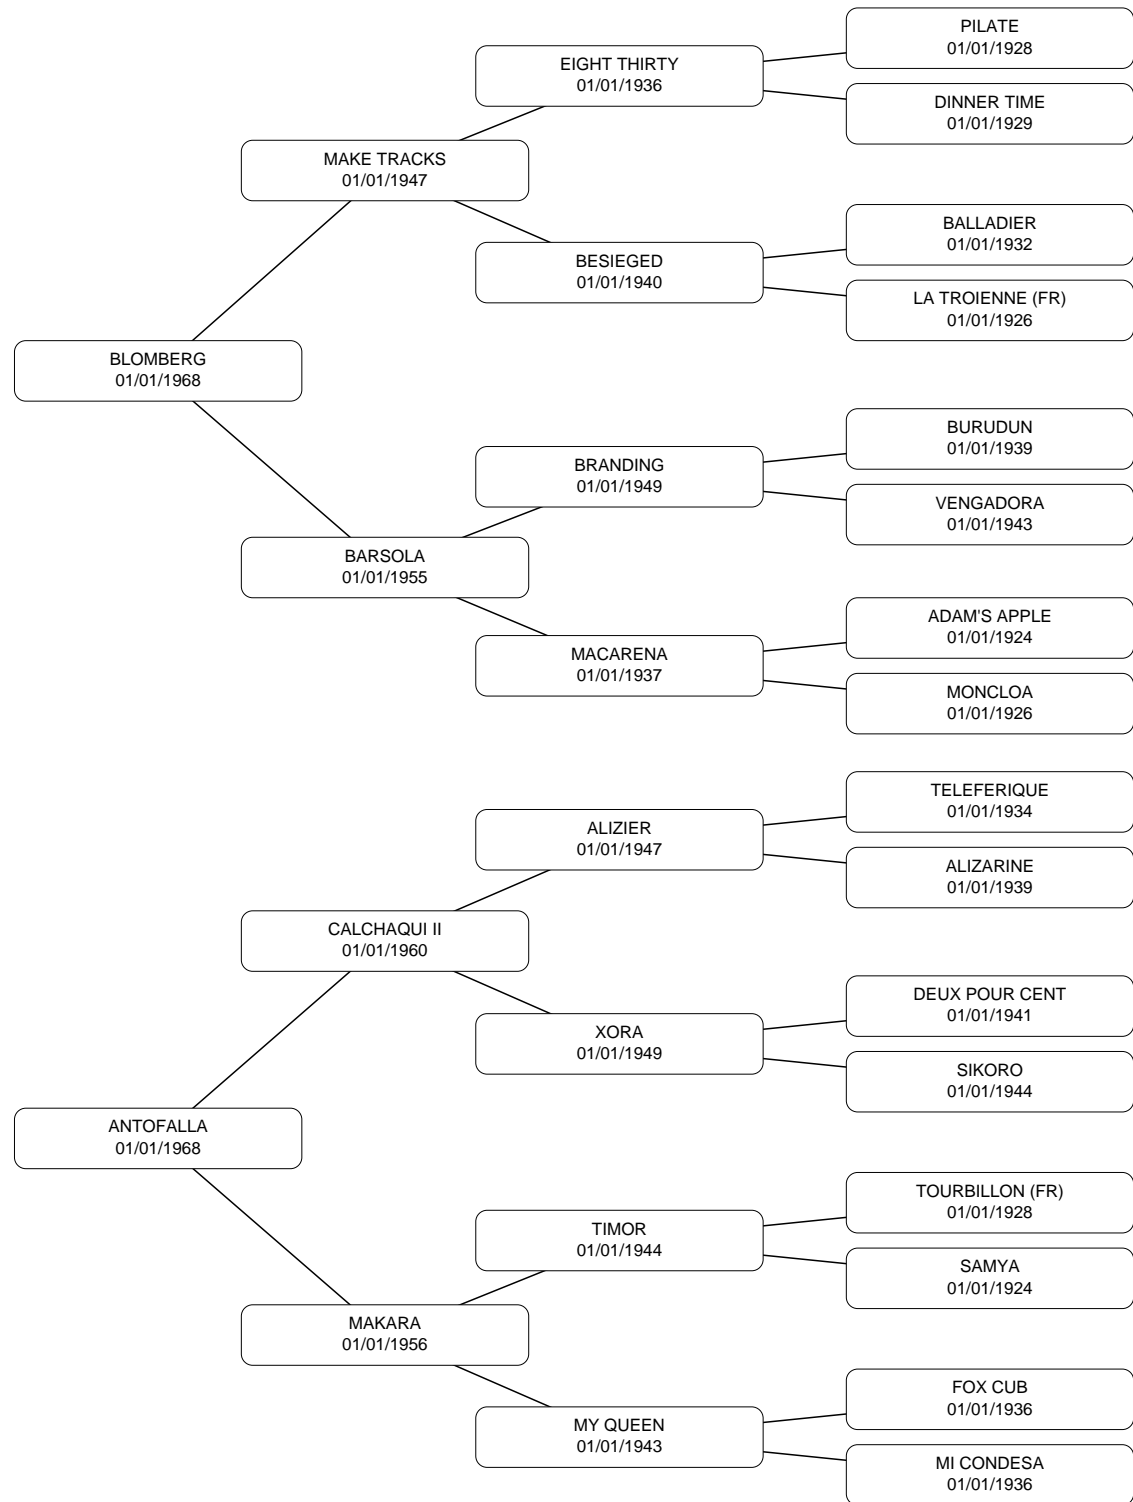 PILATE
01/01/1928
EIGHT THIRTY
01/01/1936
DINNER TIME
01/01/1929
MAKE TRACKS
01/01/1947
BALLADIER
01/01/1932
BESIEGED
01/01/1940
LA TROIENNE (FR)
01/01/1926
BLOMBERG
01/01/1968
BURUDUN
01/01/1939
BRANDING
01/01/1949
VENGADORA
01/01/1943
BARSOLA
01/01/1955
ADAM'S APPLE
01/01/1924
MACARENA
01/01/1937
MONCLOA
01/01/1926
TELEFERIQUE
01/01/1934
ALIZIER
01/01/1947
ALIZARINE
01/01/1939
CALCHAQUI II
01/01/1960
DEUX POUR CENT
01/01/1941
XORA
01/01/1949
SIKORO
01/01/1944
ANTOFALLA
01/01/1968
TOURBILLON (FR)
01/01/1928
TIMOR
01/01/1944
SAMYA
01/01/1924
MAKARA
01/01/1956
FOX CUB
01/01/1936
MY QUEEN
01/01/1943
MI CONDESA
01/01/1936